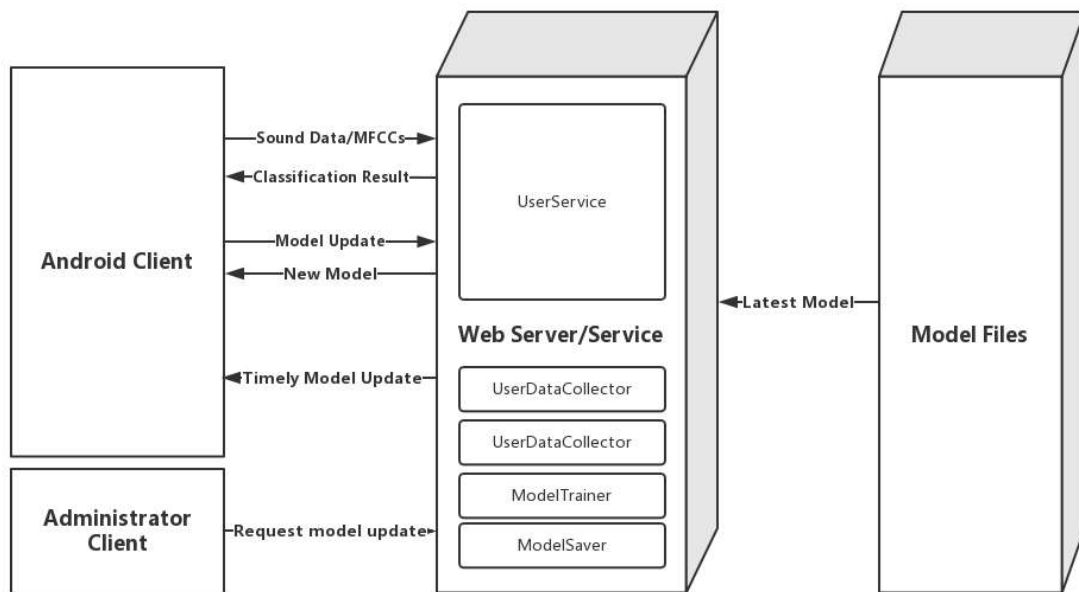 Android Client
Administrator
Client
Sound Data/MFCCs
Classification Result
Model Update
New Model
Timely Model Update
Request model update
UserService
Web Server/Service
UserDataCollector
UserDataCollector
ModelTrainer
ModelSaver
Latest Model
Model Files